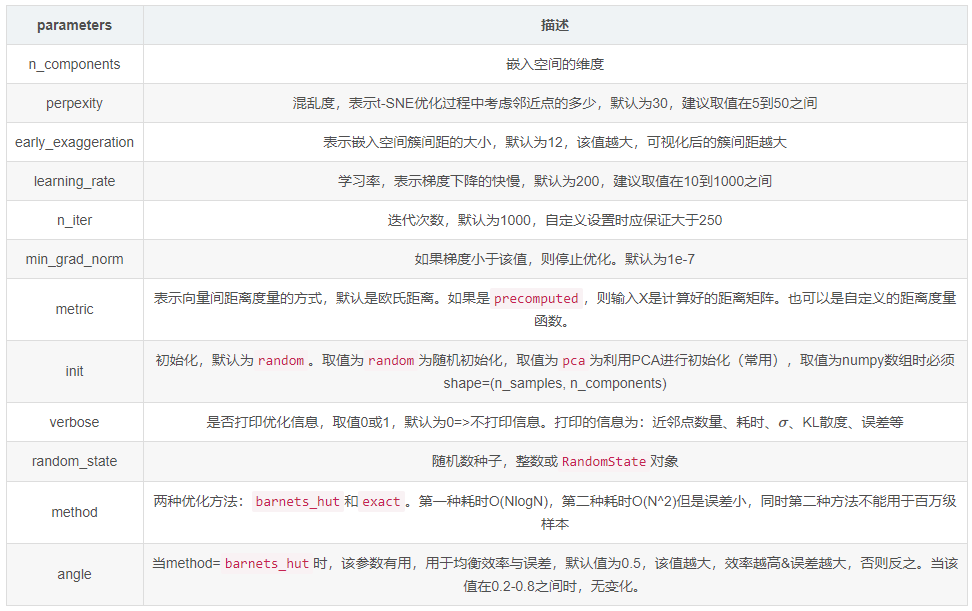 parameters 描述
n_components 嵌入空间的维度
perpexity 混乱度，表示t-SNE优化过程中考虑邻近点的多少，默认为30，建议取值在5到50之间
early_exaggeration 表示嵌入空间簇间距的大小，默认为12，该值越大，可视化后的簇间距越大
learning_rate 学习率，表示梯度下降的快慢，默认为200，建议取值在10到1000之间
n_iter 迭代次数，默认为1000，自定义设置时应保证大于250
min_grad_norm 如果梯度小于该值，则停止优化。默认为1e-7
metric 表示向量间距离度量的方式，默认是欧氏距离。如果是 precomputed ，则输入X是计算好的距离矩阵。也可以是自定义的距离度量
函数。
init 初始化，默认为 random 。取值为 random 为随机初始化，取值为 pca 为利用PCA进行初始化（常用），取值为numpy数组时必须
shape=(n_samples, n_components)
verbose 是否打印优化信息，取值0或1，默认为0=>不打印信息。打印的信息为：近邻点数量、耗时、σ、KL散度、误差等
random_state 随机数种子，整数或 RandomState 对象
method 两种优化方法： barnets_hut 和 exact 。第一种耗时O(NlogN)，第二种耗时O(N^2)但是误差小，同时第二种方法不能用于百万级
样本
angle 当method= barnets_hut 时，该参数有用，用于均衡效率与误差，默认值为0.5，该值越大，效率越高&误差越大，否则反之。当该
值在0.2-0.8之间时，无变化。